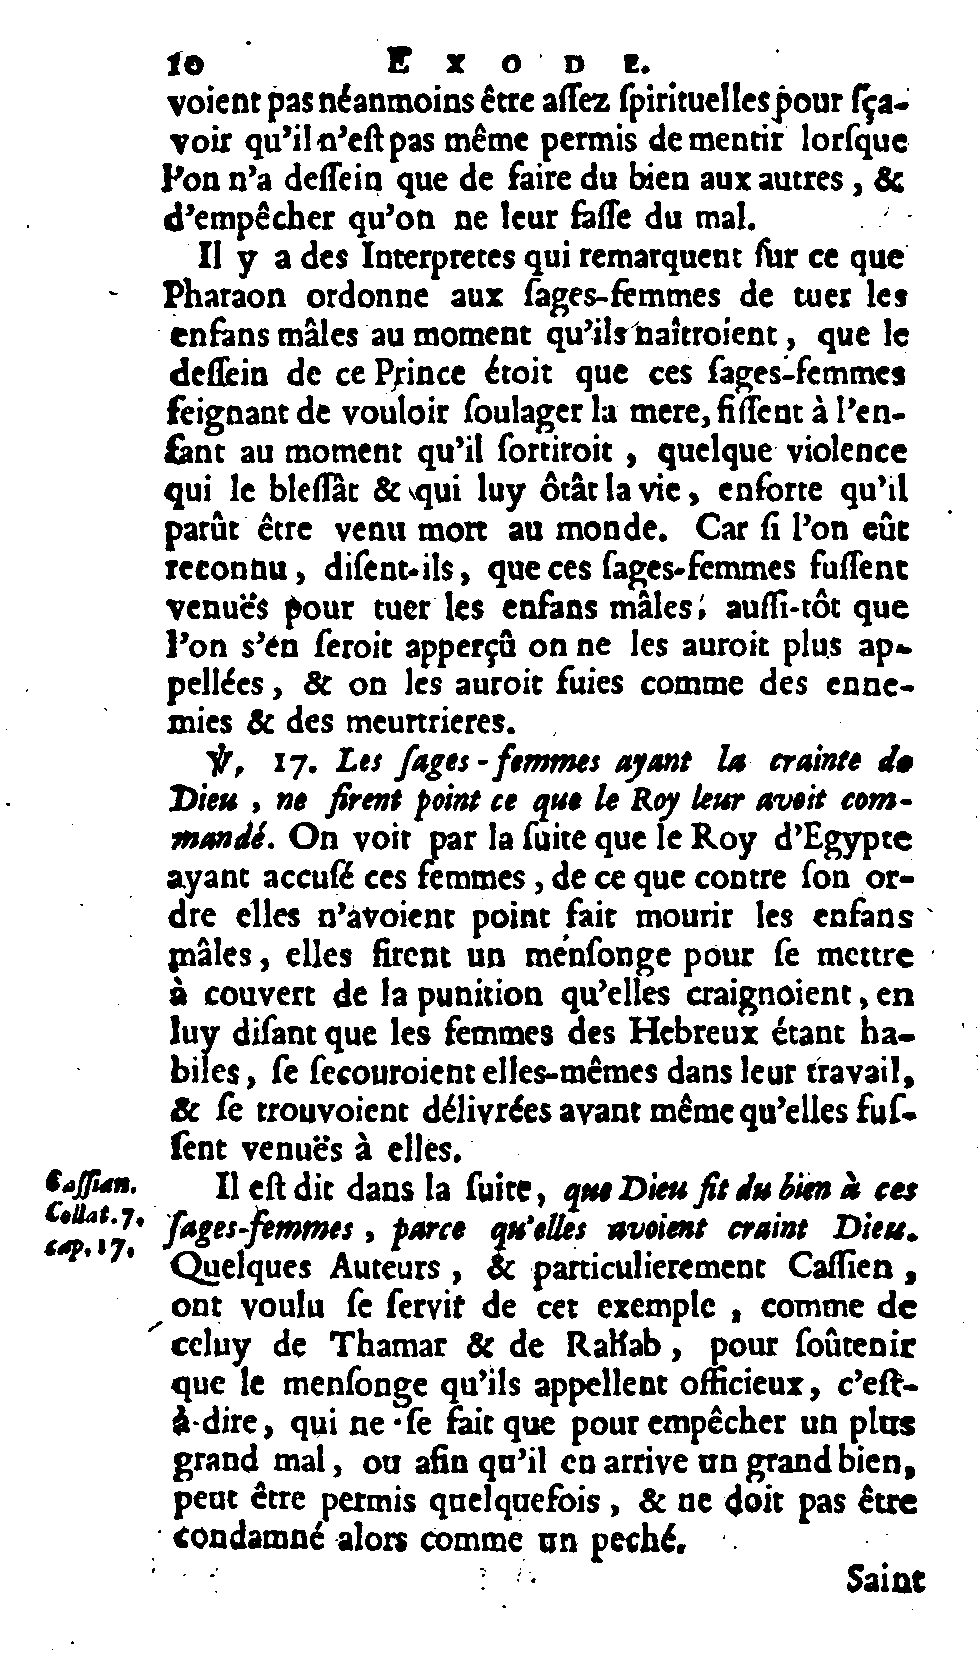 10 EXODE.
voient pas néanmoins être aſſez ſpirituelles pour ſça-
voir qu'il n'eſt pas même permis de mentir lorſque
l'on n'a deſſein que de faire du bien aux autres, &
d'empêcher qu'on ne leur faſſe du mal.
Il y a des Interpretes qui remarquent ſur ce que
Pharaon ordonne aux ſages-femmes de tuer les
enfans mâles au moment qu'ils naîtroient, que le
deſſein de ce Prince étoit que ces ſages-femmes
feignant de vouloir ſoulager la mere, fiſſent à l'en-
fant au moment qu'il ſortiroit, quelque violence
qui le bleſſât & qui luy ôtât la vie, enſorte qu'il
parût être venu mort au monde. Car ſi l'on eût
reconnu, diſent-ils, que ces ſages-femmes fuſſent
venuës pour tuer les enfans mâles, auſſi-tôt que
l'on s'en ſeroit apperçû on ne les auroit plus ap-
pellées, & on les auroit fuies comme des enne-
mies & des meurtrieres.
℣. 17. Les ſages-femmes ayant la crainte de
Dieu, ne firent point ce que le Roy leur avoit com-
mandé. On voit par la ſuite que le Roy d'Egypte
ayant accuſé ces femmes, de ce que contre ſon or-
dre elles n'avoient point fait mourir les enfans
mâles, elles firent un menſonge pour ſe mettre
à couvert de la punition qu'elles craignoient, en
luy diſant que les femmes des Hebreux étant ha-
biles, ſe ſecouroient elles-mêmes dans leur travail,
& ſe trouvoient délivrées avant même qu'elles fuſ-
ſent venuës à elles.
Caſſian.
Collat. 7.
cap. 17.
Il eſt dit dans la ſuite, que Dieu fit du bien à ces
ſages-femmes, parce qu'elles avoient craint Dieu.
Quelques Auteurs, & particulierement Caſſien,
ont voulu ſe ſervir de cet exemple, comme de
celuy de Thamar & de Rahab, pour ſoûtenir
que le menſonge qu'ils appellent officieux, c'eſt-
à-dire, qui ne ſe fait que pour empêcher un plus
grand mal, ou afin qu'il en arrive un grand bien,
peut être permis quelquefois, & ne doit pas être
condamné alors comme un peché.
Saint